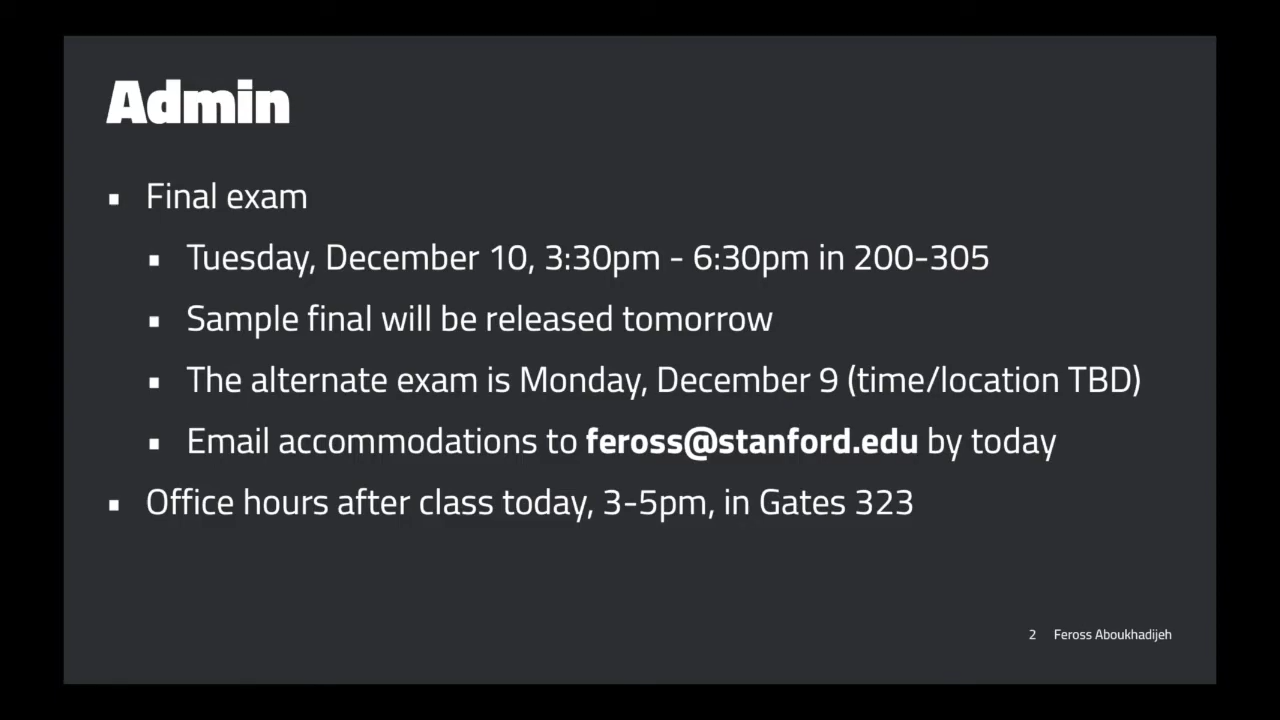 Admin
▪ Final exam
▪ Tuesday, December 10, 3:30pm - 6:30pm in 200-305
▪ Sample final will be released tomorrow
▪ The alternate exam is Monday, December 9 (time/location TBD)
▪ Email accommodations to feross@stanford.edu by today
▪ Office hours after class today, 3-5pm, in Gates 323
2 Feross Aboukhadijeh